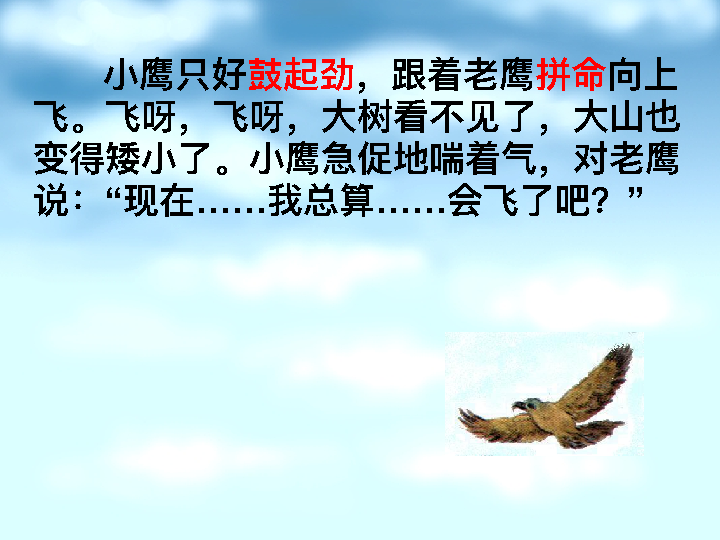 小鹰只好鼓起劲，跟着老鹰拼命向上
飞。飞呀，飞呀，大树看不见了，大山也
变得矮小了。小鹰急促地喘着气，对老鹰
说：“现在……我总算……会飞了吧？”